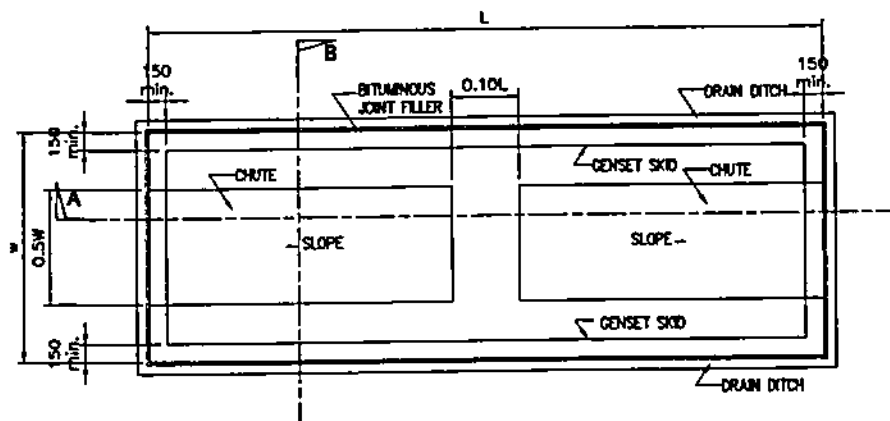 L
B
150
min.
BITUMINOUS
JOINT FILLER
0.10L
150
min.
DRAIN DITCH
150
GENSET SKID
CHUTE
CHUTE
A
W
0.5W
SLOPE
SLOPE
150
min.
GENSET SKID
DRAIN DITCH